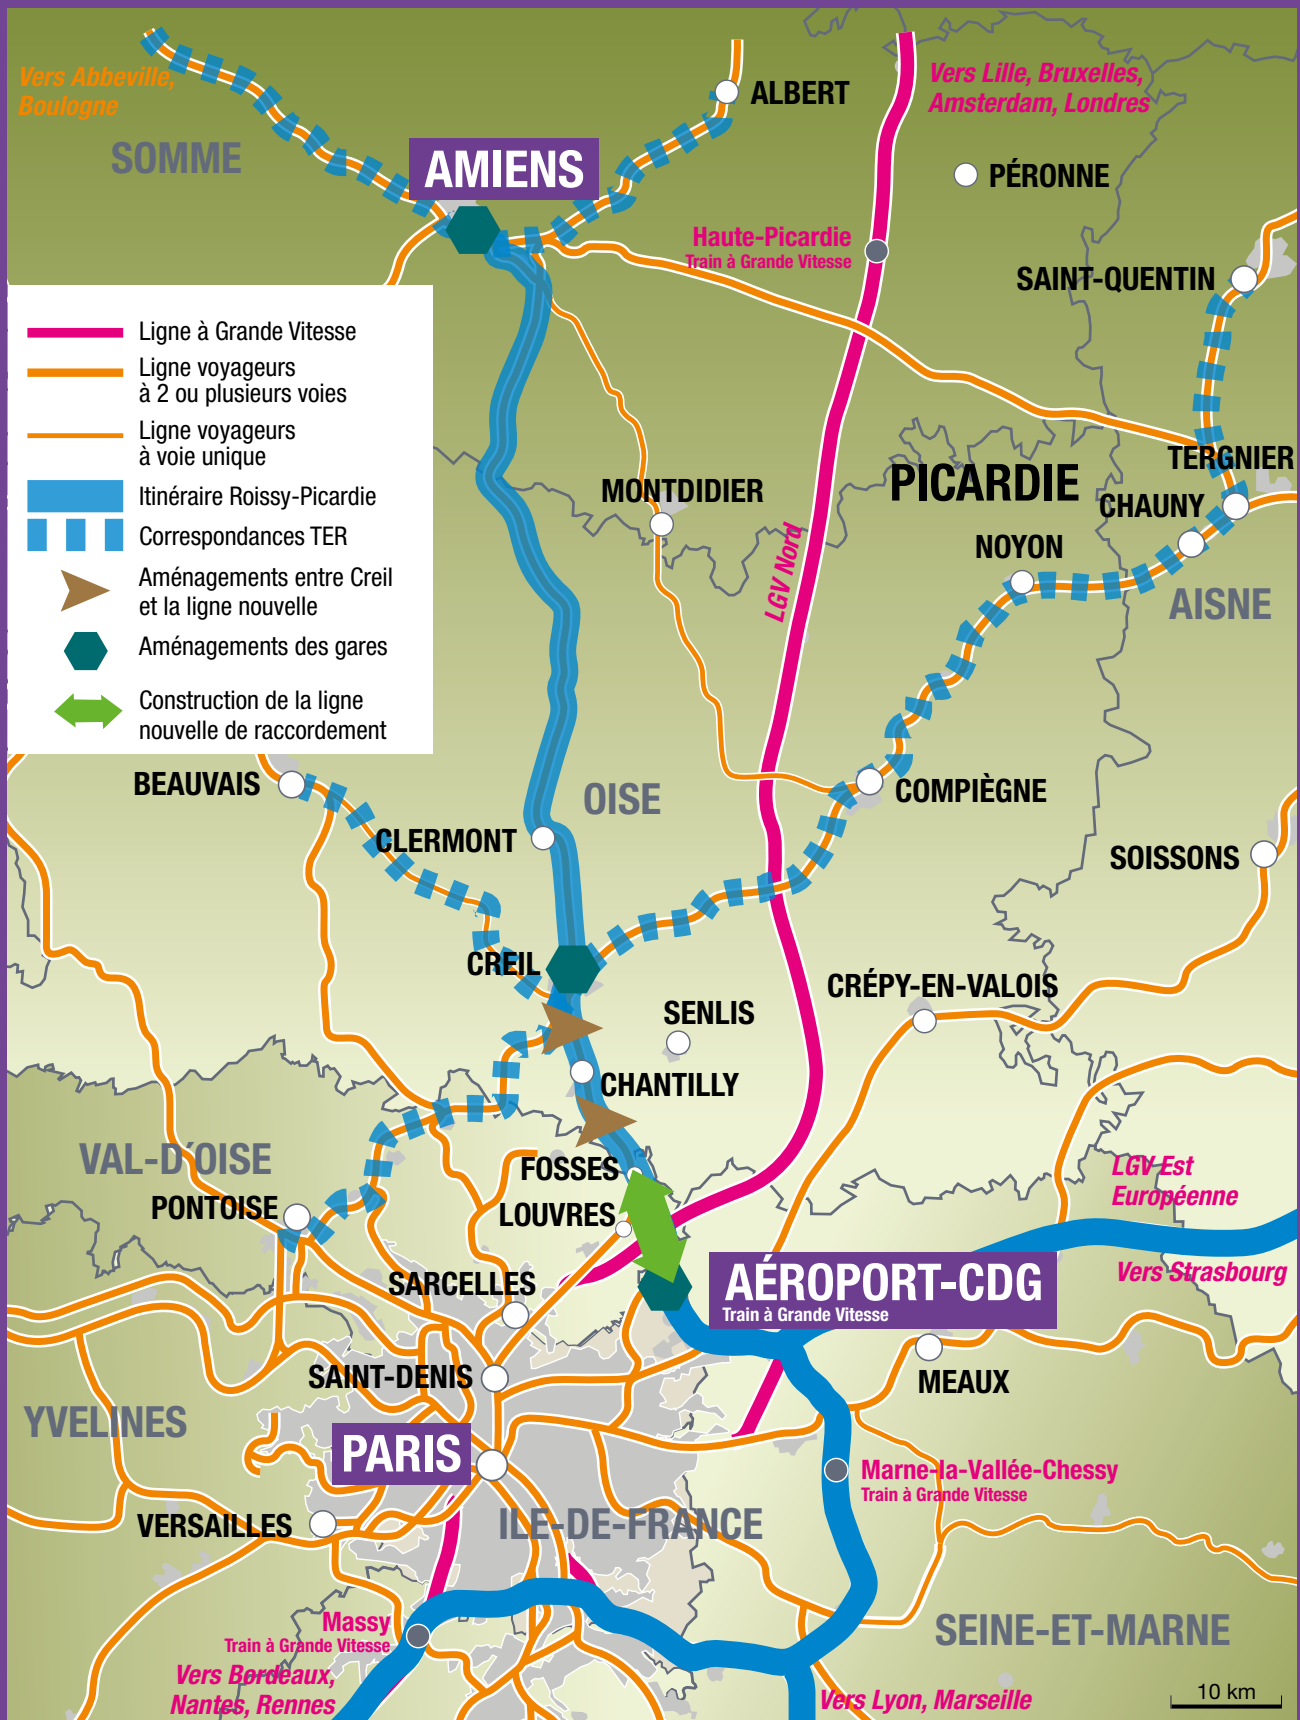 Vers Abbeville,
Boulogne
SOMME
AMIENS
ALBERT
Vers Lille, Bruxelles,
Amsterdam, Londres
PÉRONNE
Haute-Picardie
Train à Grande Vitesse
SAINT-QUENTIN
Ligne à Grande Vitesse
Ligne voyageurs
à 2 ou plusieurs voies
Ligne voyageurs
à voie unique
Itinéraire Roissy-Picardie
Correspondances TER
Aménagements entre Creil
et la ligne nouvelle
Aménagements des gares
Construction de la ligne
nouvelle de raccordement
MONTDIDIER
PICARDIE
TERGNIER
CHAUNY
NOYON
LGV Nord
AISNE
BEAUVAIS
OISE
COMPIÈGNE
CLERMONT
SOISSONS
CREIL
CRÉPY-EN-VALOIS
SENLIS
CHANTILLY
VAL-D'OISE
FOSSES
LGV Est
Européenne
PONTOISE
LOUVRES
SARCELLES
AÉROPORT-CDG
Train à Grande Vitesse
Vers Strasbourg
SAINT-DENIS
MEAUX
YVELINES
PARIS
Marne-la-Vallée-Chessy
Train à Grande Vitesse
VERSAILLES
ILE-DE-FRANCE
Massy
Train à Grande Vitesse
SEINE-ET-MARNE
Vers Bordeaux,
Nantes, Rennes
Vers Lyon, Marseille
10 km